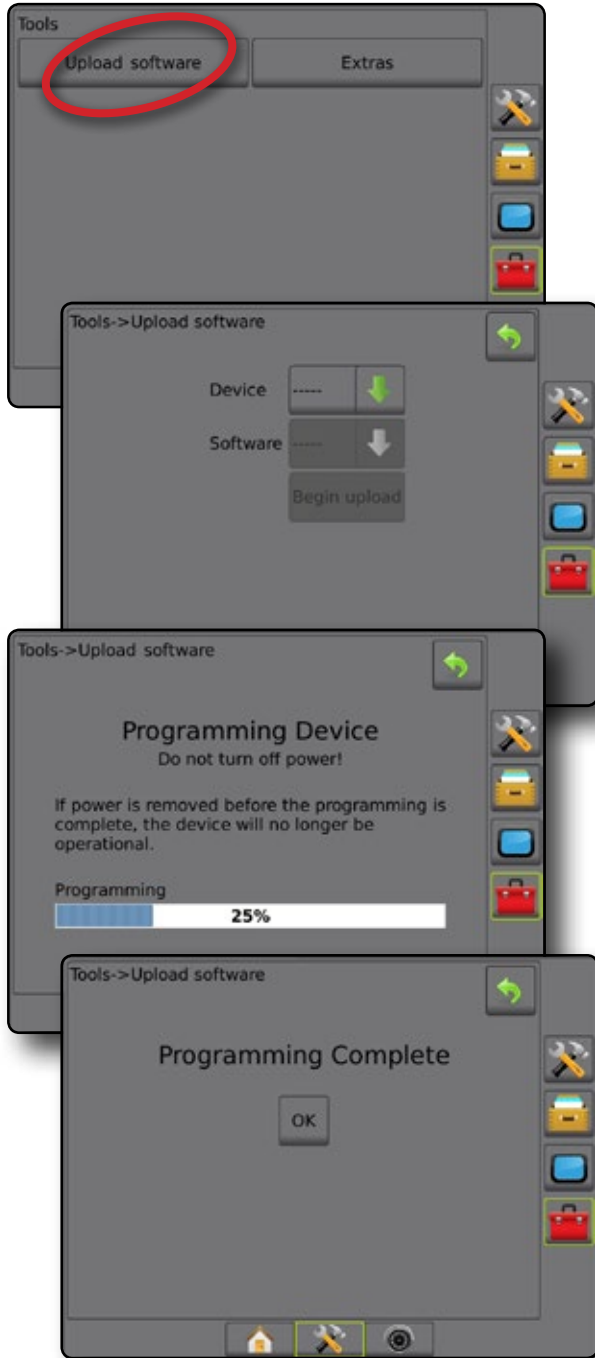 Tools
Upload software
Extras
Tools->Upload software
Device -----
Software -----
Begin upload
Tools->Upload software
Programming Device
Do not turn off power!
If power is removed before the programming is
complete, the device will no longer be
operational.
Programming
25%
Tools->Upload software
Programming Complete
OK